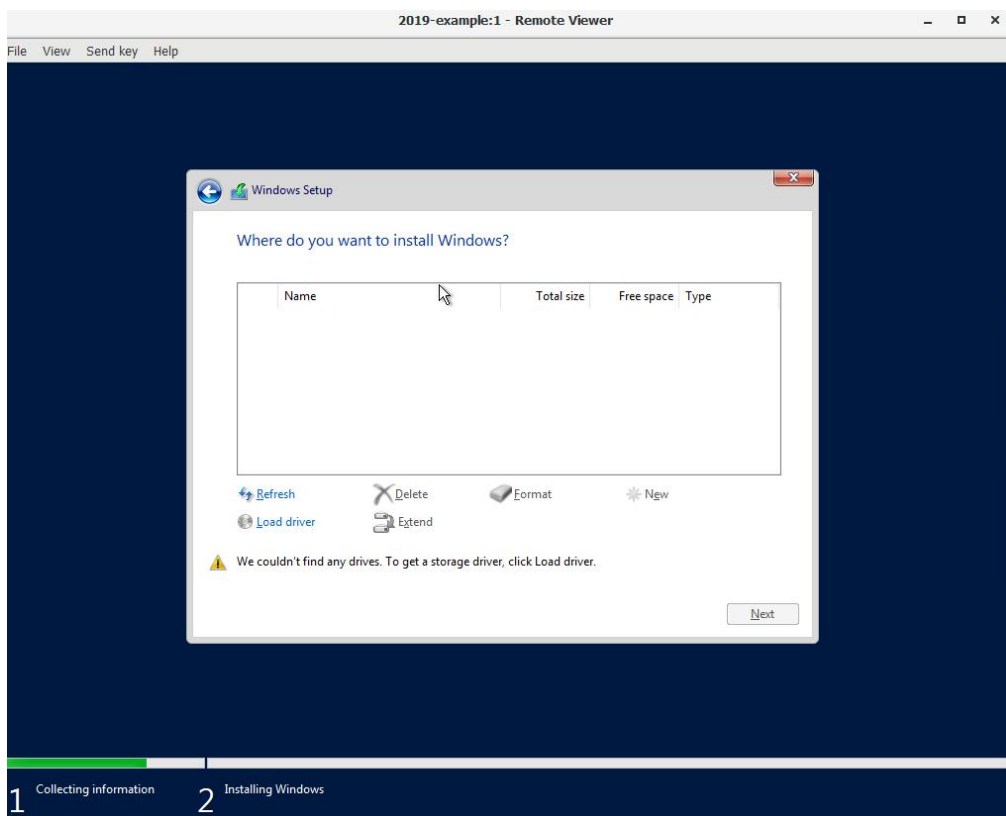 2019-example:1 - Remote Viewer
File View Send key Help
Windows Setup
Where do you want to install Windows?
Name Total size Free space Type
Refresh Delete Format New
Load driver Extend
We couldn't find any drives. To get a storage driver, click Load driver.
Next
1 Collecting information 2 Installing Windows